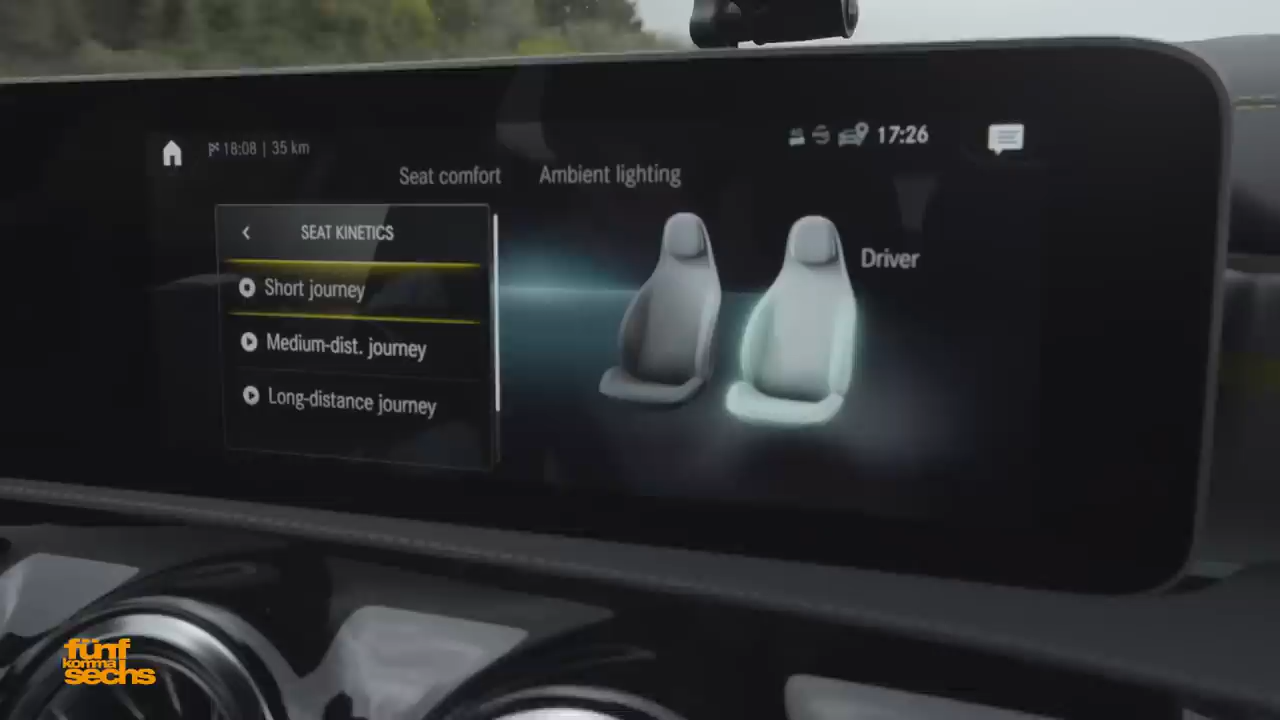 18:08 | 35 km
17:26
Seat comfort
Ambient lighting
SEAT KINETICS
Short journey
Medium-dist. journey
Long-distance journey
Driver
fünf
komma
sechs